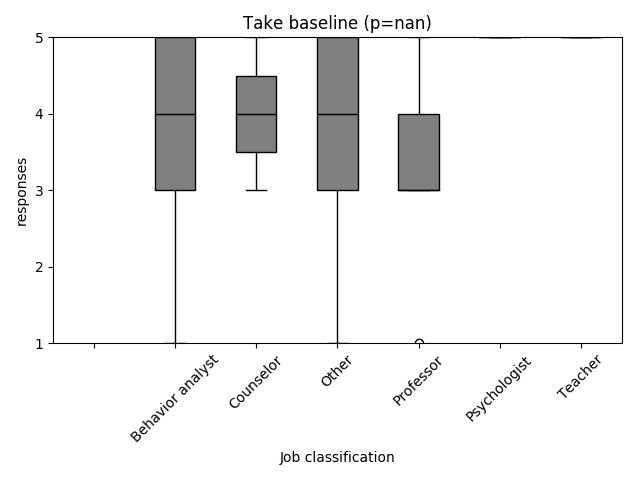 Take baseline (p=nan)
5
4
3
2
1
responses
Behavior analyst
Counselor
Other
Professor
Psychologist
Teacher
Job classification